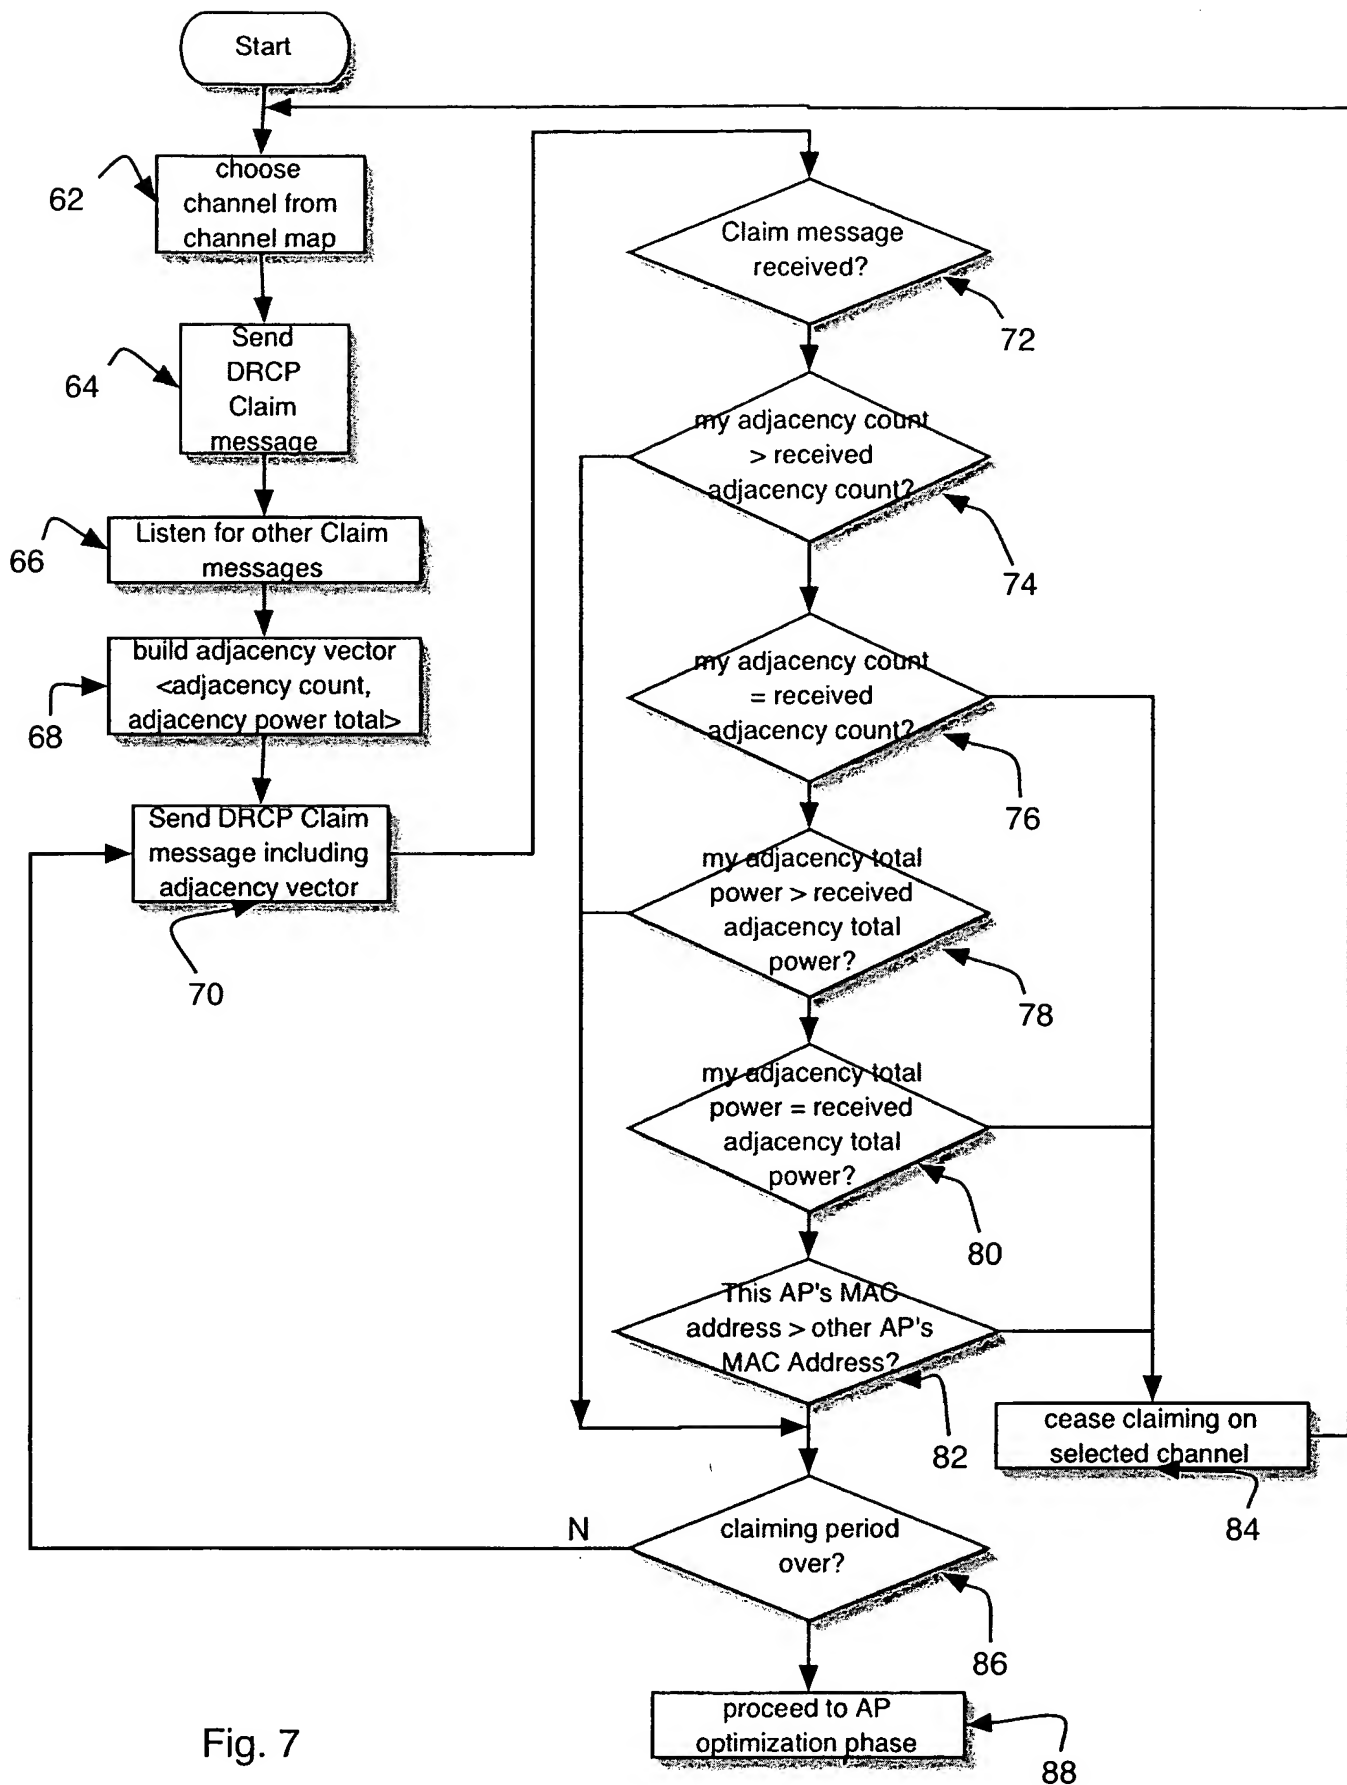 Start
choose
channel from
channel map
62
Send
DRCP
Claim
message
64
Listen for other Claim
messages
66
build adjacency vector
<adjacency count,
adjacency power total>
68
Send DRCP Claim
message including
adjacency vector
70
Claim message
received?
72
my adjacency count
> received
adjacency count?
74
my adjacency count
= received
adjacency count?
76
my adjacency total
power > received
adjacency total
power?
78
my adjacency total
power = received
adjacency total
power?
80
This AP's MAC
address > other AP's
MAC Address?
82
cease claiming on
selected channel
84
N
claiming period
over?
86
proceed to AP
optimization phase
88
Fig. 7